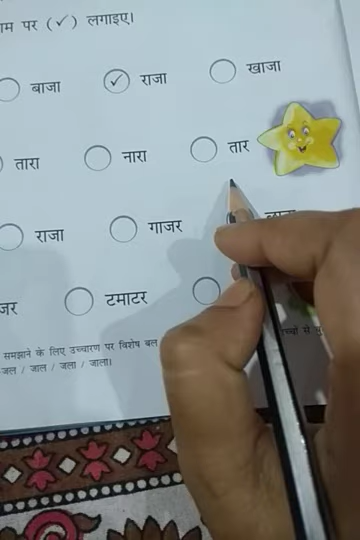 म पर (✓) लगाइए।
बाजा राजा खाजा
तारा नारा तार
राजा गाजर
टमाटर
समझाने के लिए उच्चारण पर विशेष बल
जल / जाल / जला / जाला।